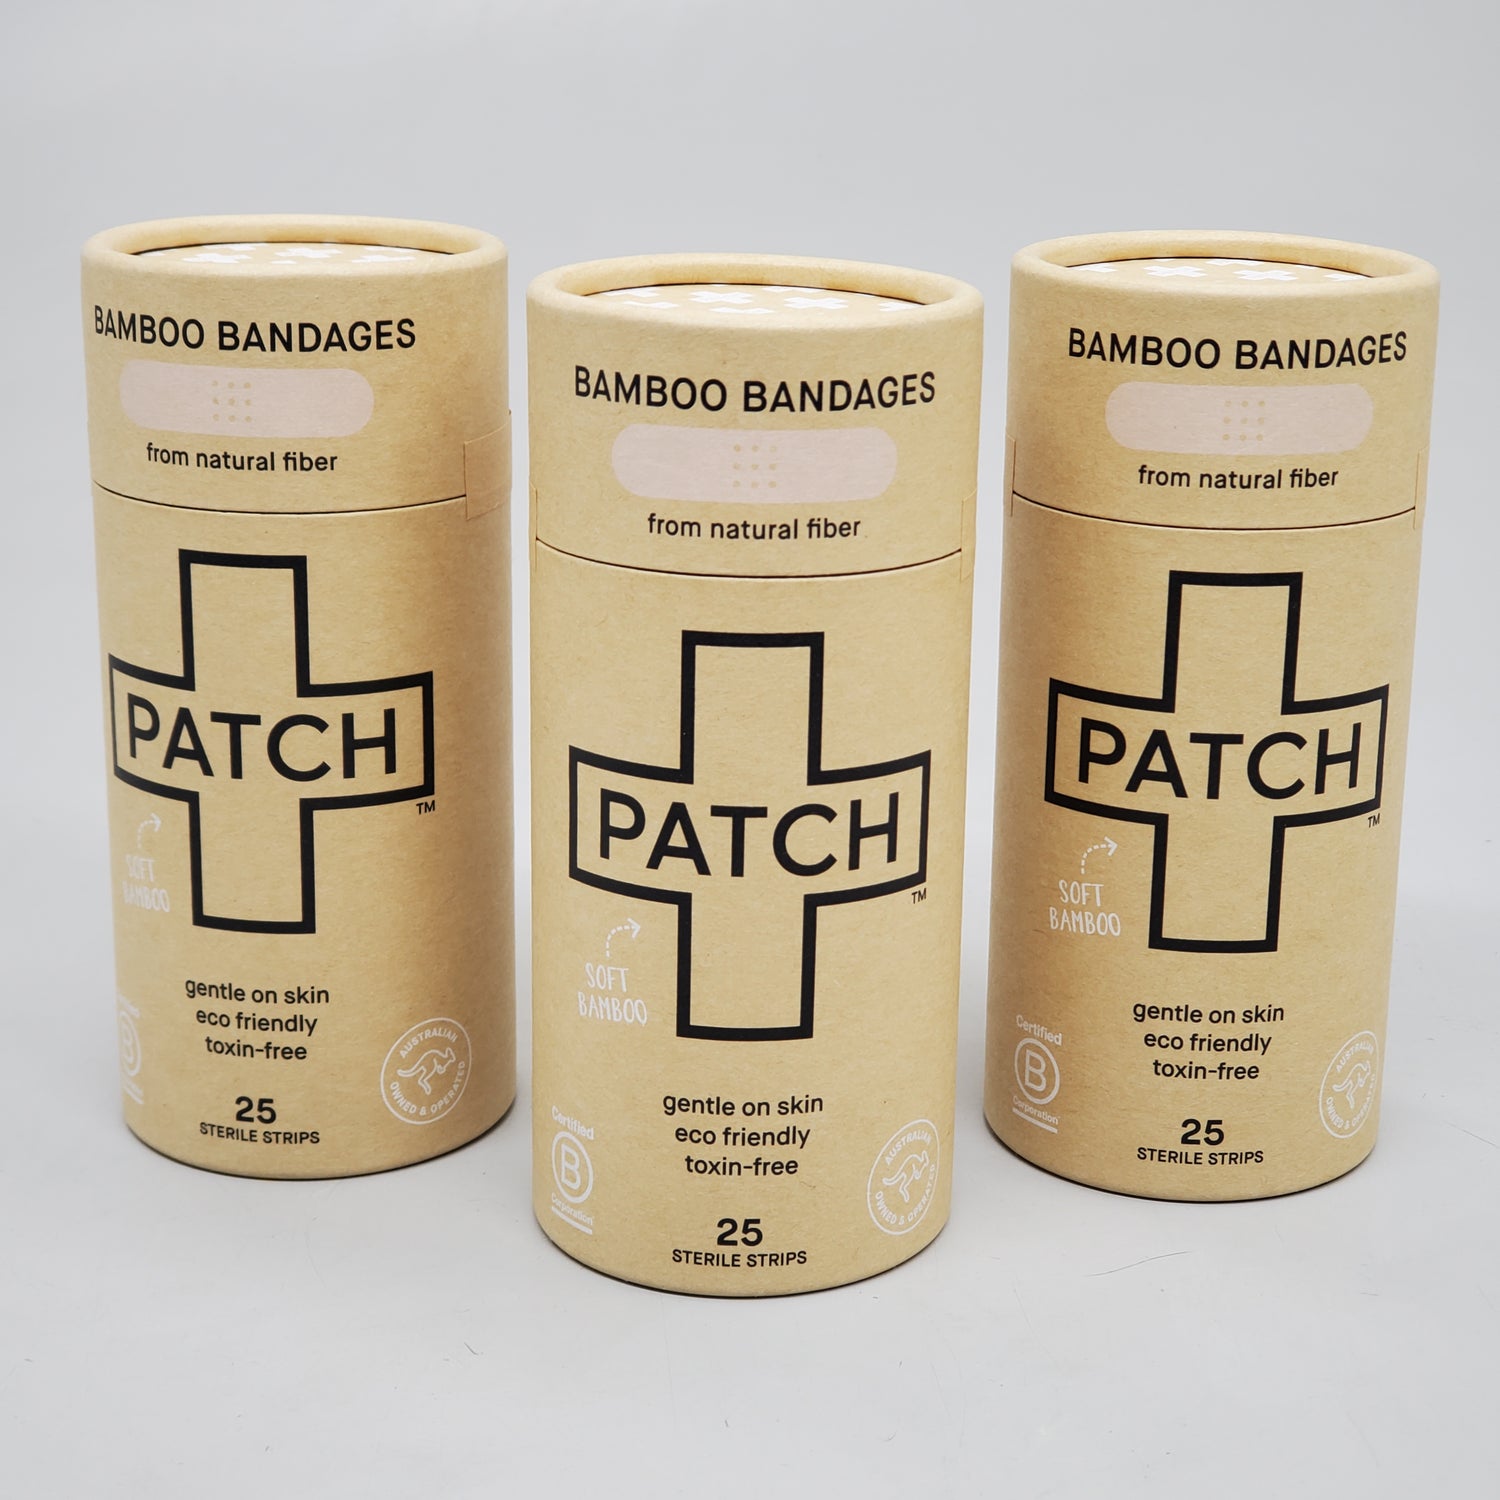 BAMBOO BANDAGES
from natural fiber
PATCH
TM
SOFT
BAMBOO
gentle on skin
eco friendly
toxin-free
25
STERILE STRIPS
B
AUSTRALIAN
OWNED & OPERATED
BAMBOO BANDAGES
from natural fiber
PATCH
TM
SOFT
BAMBOO
gentle on skin
eco friendly
toxin-free
25
STERILE STRIPS
Certified
B
Corporation
AUSTRALIAN
OWNED & OPERATED
BAMBOO BANDAGES
from natural fiber
PATCH
TM
SOFT
BAMBOO
gentle on skin
eco friendly
toxin-free
25
STERILE STRIPS
Certified
B
Corporation
AUSTRALIAN
OWNED & OPERATED